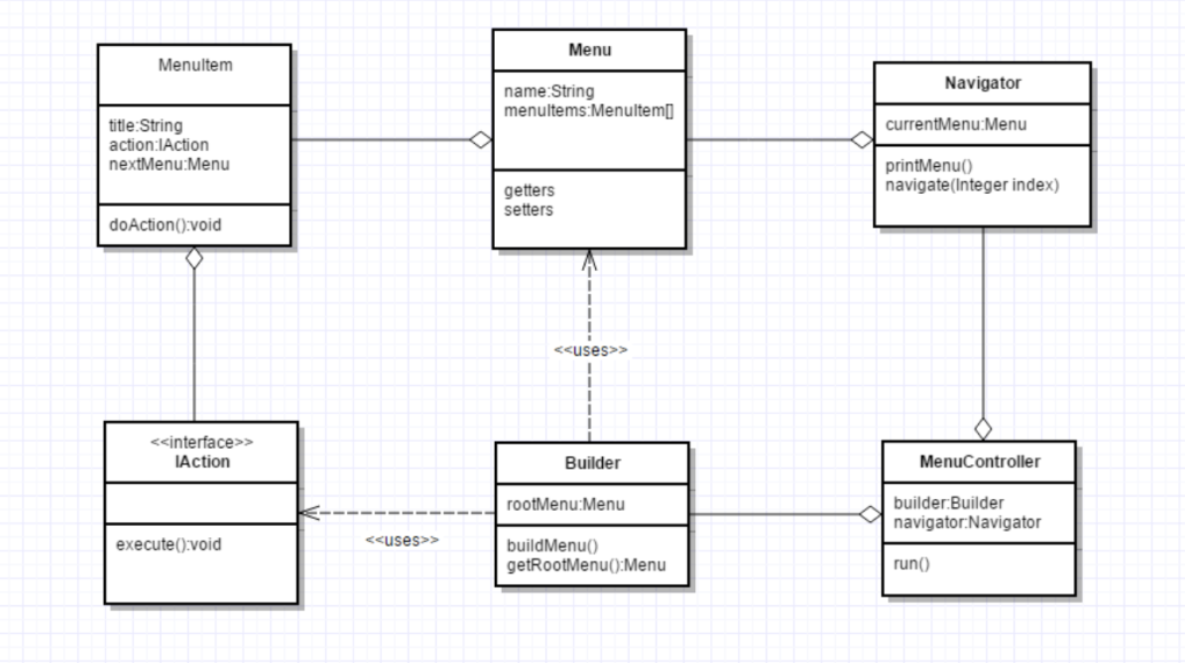 MenuItem
title:String
action:IAction
nextMenu:Menu
doAction():void
Menu
name:String
menuItems:MenuItem[]
getters
setters
Navigator
currentMenu:Menu
printMenu()
navigate(Integer index)
<<uses>>
<<interface>>
IAction
execute():void
<<uses>>
Builder
rootMenu:Menu
buildMenu()
getRootMenu():Menu
MenuController
builder:Builder
navigator:Navigator
run()